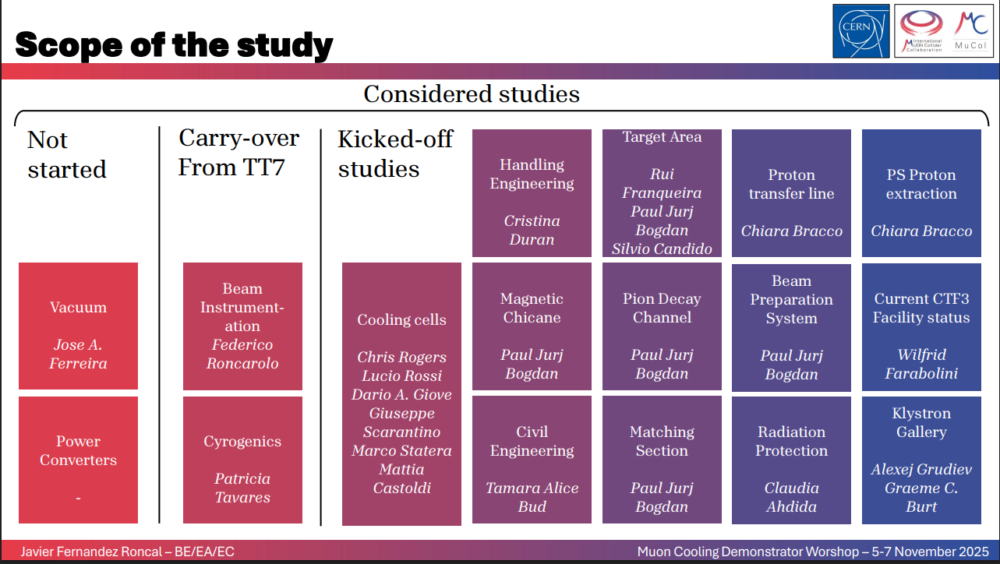 Scope of the study
CERN
International
MUON Collider
Collaboration
MuCol
Considered studies
Not
started
Carry-over
From TT7
Kicked-off
studies
Handling
Engineering
Cristina
Duran
Target Area
Rui
Franqueira
Paul Jurj
Bogdan
Silvio Candido
Proton
transfer line
Chiara Bracco
PS Proton
extraction
Chiara Bracco
Vacuum
Jose A.
Ferreira
Beam
Instrument-
ation
Federico
Roncarolo
Cooling cells
Chris Rogers
Lucio Rossi
Dario A. Giove
Giuseppe
Scarantino
Marco Statera
Mattia
Castoldi
Magnetic
Chicane
Paul Jurj
Bogdan
Pion Decay
Channel
Paul Jurj
Bogdan
Beam
Preparation
System
Paul Jurj
Bogdan
Current CTF3
Facility status
Wilfrid
Farabolini
Power
Converters
-
Cyrogenics
Patricia
Tavares
Civil
Engineering
Tamara Alice
Bud
Matching
Section
Paul Jurj
Bogdan
Radiation
Protection
Claudia
Ahdida
Klystron
Gallery
Alexej Grudiev
Graeme C.
Burt
Javier Fernandez Roncal – BE/EA/EC
Muon Cooling Demonstrator Worshop – 5-7 November 2025